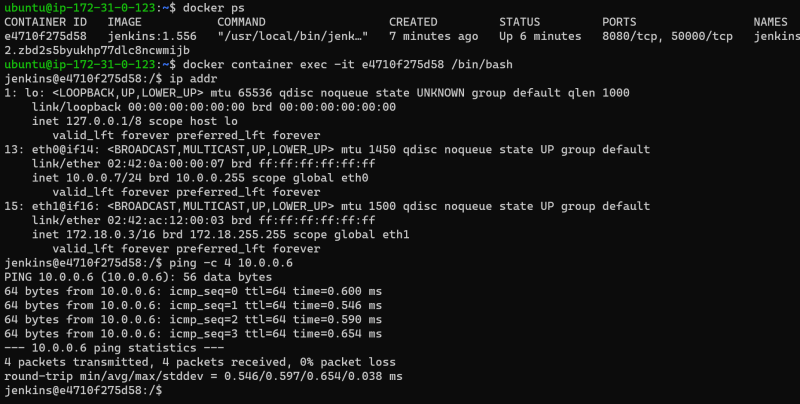 ubuntu@ip-172-31-0-123:~$ docker ps
CONTAINER ID   IMAGE           COMMAND                  CREATED         STATUS         PORTS                 NAMES
e4710f275d58   jenkins:1.556   "/usr/local/bin/jenk…"   7 minutes ago   Up 6 minutes   8080/tcp, 50000/tcp   jenkins
2.zbd2s5byukhp77dlc8ncwmijb
ubuntu@ip-172-31-0-123:~$ docker container exec -it e4710f275d58 /bin/bash
jenkins@e4710f275d58:/$ ip addr
1: lo: <LOOPBACK,UP,LOWER_UP> mtu 65536 qdisc noqueue state UNKNOWN group default qlen 1000
    link/loopback 00:00:00:00:00:00 brd 00:00:00:00:00:00
    inet 127.0.0.1/8 scope host lo
       valid_lft forever preferred_lft forever
13: eth0@if14: <BROADCAST,MULTICAST,UP,LOWER_UP> mtu 1450 qdisc noqueue state UP group default
    link/ether 02:42:0a:00:00:07 brd ff:ff:ff:ff:ff:ff
    inet 10.0.0.7/24 brd 10.0.0.255 scope global eth0
       valid_lft forever preferred_lft forever
15: eth1@if16: <BROADCAST,MULTICAST,UP,LOWER_UP> mtu 1500 qdisc noqueue state UP group default
    link/ether 02:42:ac:12:00:03 brd ff:ff:ff:ff:ff:ff
    inet 172.18.0.3/16 brd 172.18.255.255 scope global eth1
       valid_lft forever preferred_lft forever
jenkins@e4710f275d58:/$ ping -c 4 10.0.0.6
PING 10.0.0.6 (10.0.0.6): 56 data bytes
64 bytes from 10.0.0.6: icmp_seq=0 ttl=64 time=0.600 ms
64 bytes from 10.0.0.6: icmp_seq=1 ttl=64 time=0.546 ms
64 bytes from 10.0.0.6: icmp_seq=2 ttl=64 time=0.590 ms
64 bytes from 10.0.0.6: icmp_seq=3 ttl=64 time=0.654 ms
--- 10.0.0.6 ping statistics ---
4 packets transmitted, 4 packets received, 0% packet loss
round-trip min/avg/max/stddev = 0.546/0.597/0.654/0.038 ms
jenkins@e4710f275d58:/$